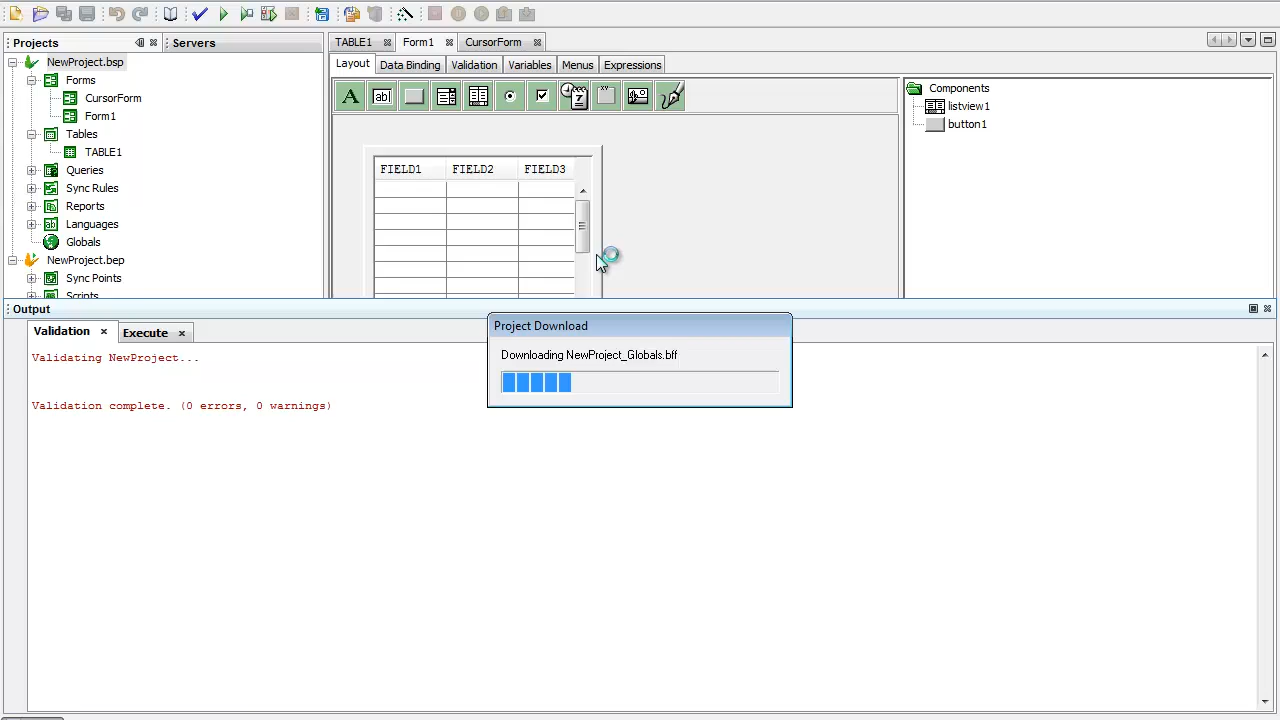 Projects
Servers
NewProject.bsp
Forms
CursorForm
Form1
Tables
TABLE1
Queries
Sync Rules
Reports
Languages
Globals
NewProject.bep
Sync Points
Scripts
TABLE1 Form1 CursorForm
Layout Data Binding Validation Variables Menus Expressions
A ab
7
FIELD1 FIELD2 FIELD3
Components
listview1
button1
Output
Validation Execute
Validating NewProject...
Validation complete. (0 errors, 0 warnings)
Project Download
Downloading NewProject_Globals.bff